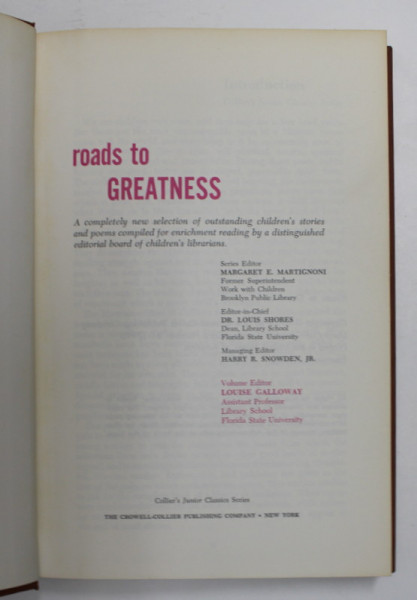 roads to
GREATNESS
A completely new selection of outstanding children's stories
and poems compiled for enrichment reading by a distinguished
editorial board of children's librarians.
Series Editor
MARGARET E. MARTIGNONI
Former Superintendent
Work with Children
Brooklyn Public Library
Editor-in-Chief
DR. LOUIS SHORES
Dean, Library School
Florida State University
Managing Editor
HARRY R. SNOWDEN, JR.
Volume Editor
LOUISE GALLOWAY
Assistant Professor
Library School
Florida State University
Collier's Junior Classics Series
THE CROWELL-COLLIER PUBLISHING COMPANY • NEW YORK